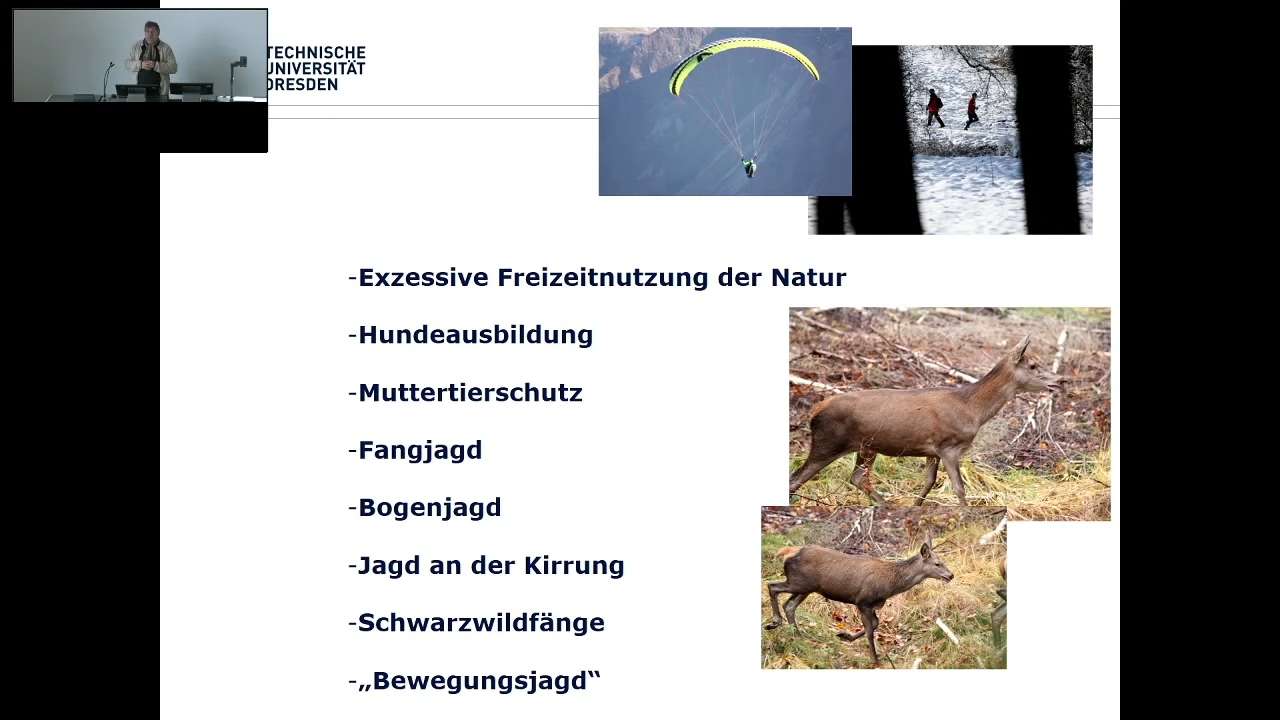 TECHNISCHE
UNIVERSITÄT
DRESDEN
-Exzessive Freizeitnutzung der Natur
-Hundeausbildung
-Muttertierschutz
-Fangjagd
-Bogenjagd
-Jagd an der Kirrung
-Schwarzwildfänge
-„Bewegungsjagd“